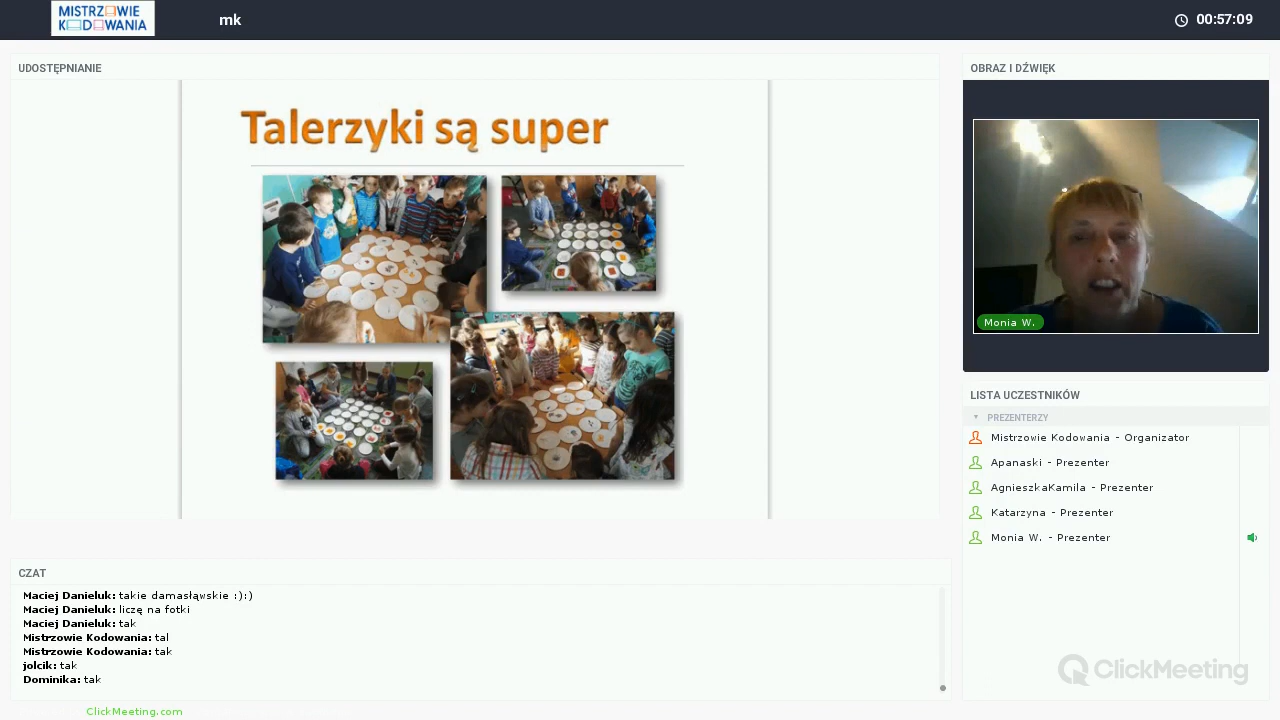 MISTRZOWIE
KODOWANIA
mk
00:57:09
UDOSTĘPNIANIE
Talerzyki są super
OBRAZ I DŹWIĘK
Monia W.
LISTA UCZESTNIKÓW
PREZENTERZY
Mistrzowie Kodowania - Organizator
Apanaski - Prezenter
AgnieszkaKamila - Prezenter
Katarzyna - Prezenter
Monia W. - Prezenter
ClickMeeting
CZAT
Maciej Danieluk: takie damasłąwskie :):)
Maciej Danieluk: liczę na fotki
Maciej Danieluk: tak
Mistrzowie Kodowania: tal
Mistrzowie Kodowania: tak
jolcik: tak
Dominika: tak
ClickMeeting.com